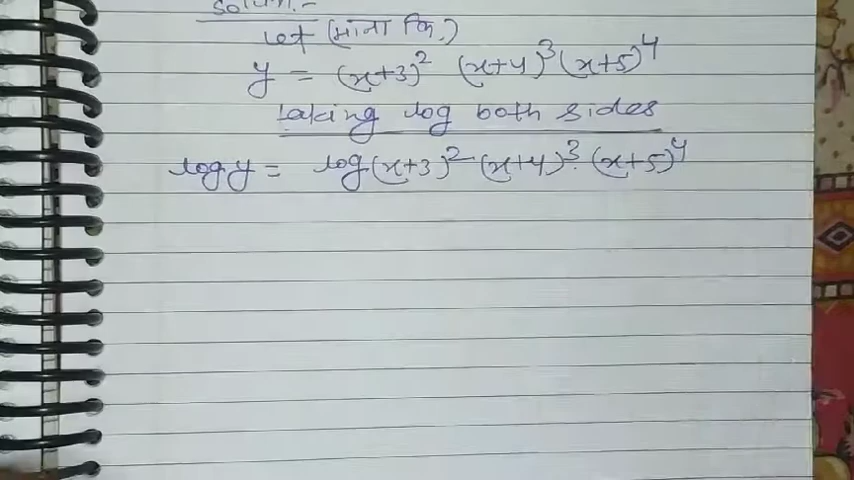 Solution:-
Let (माना कि,)
y = (x+3)² (x+4)³ (x+5)⁴
taking log both sides
log y = log (x+3)² (x+4)³. (x+5)⁴